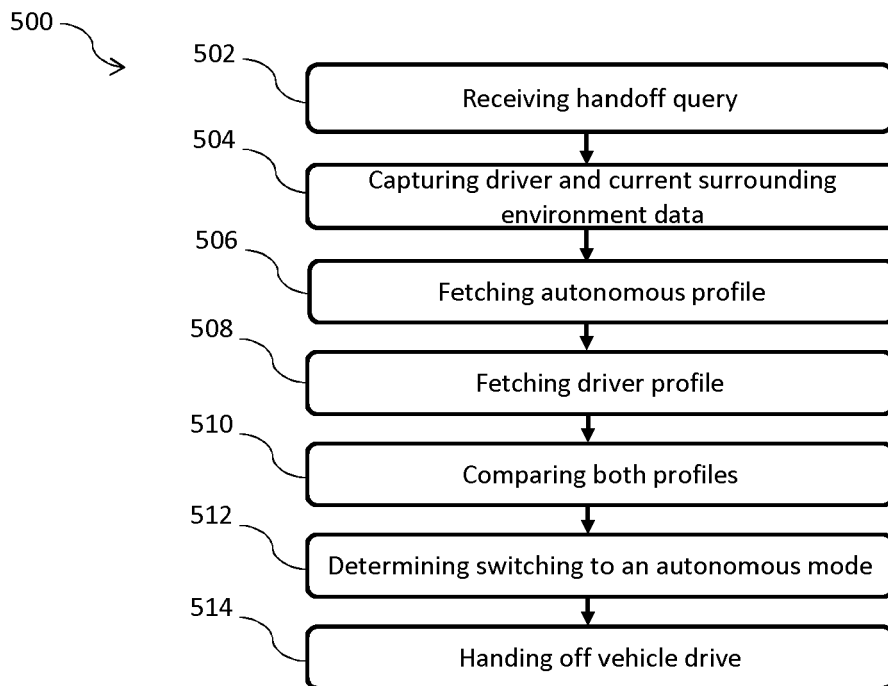 500
502
Receiving handoff query
504
Capturing driver and current surrounding
environment data
506
Fetching autonomous profile
508
Fetching driver profile
510
Comparing both profiles
512
Determining switching to an autonomous mode
514
Handing off vehicle drive